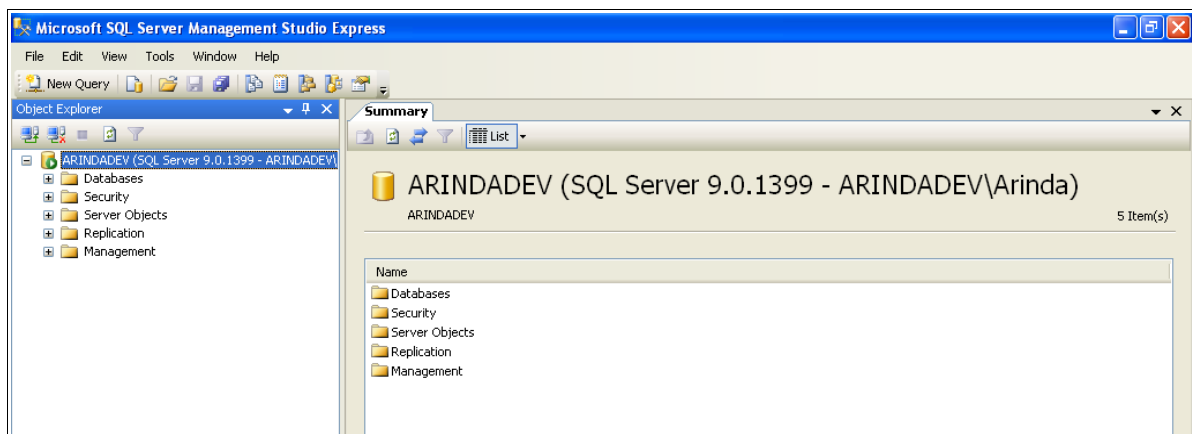 Microsoft SQL Server Management Studio Express
File Edit View Tools Window Help
New Query
Object Explorer
Summary
List
ARINDADEV (SQL Server 9.0.1399 - ARINDADEV\
Databases
Security
Server Objects
Replication
Management
ARINDADEV (SQL Server 9.0.1399 - ARINDADEV\Arinda)
ARINDADEV
5 Item(s)
Name
Databases
Security
Server Objects
Replication
Management